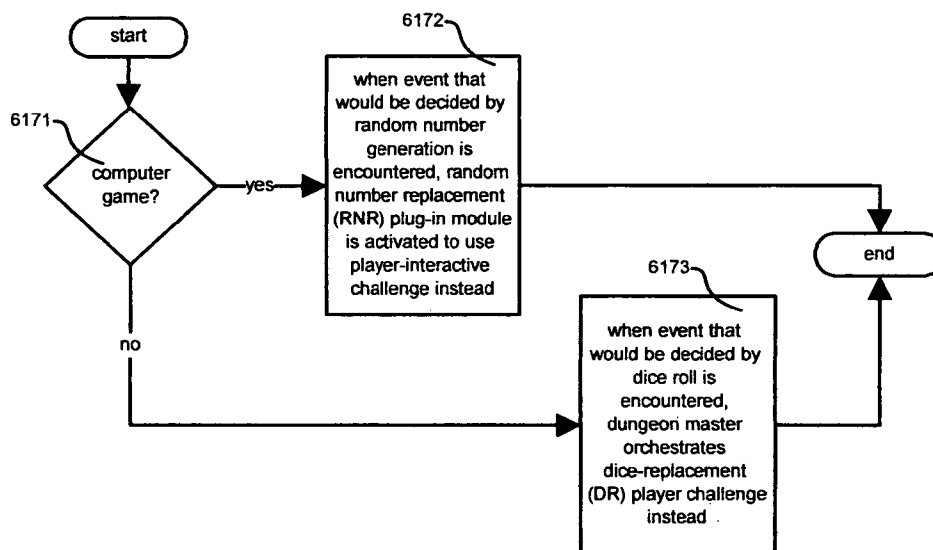 start
6171
computer
game?
yes
no
6172
when event that
would be decided by
random number
generation is
encountered, random
number replacement
(RNR) plug-in module
is activated to use
player-interactive
challenge instead
end
6173
when event that
would be decided by
dice roll is
encountered,
dungeon master
orchestrates
dice-replacement
(DR) player challenge
instead